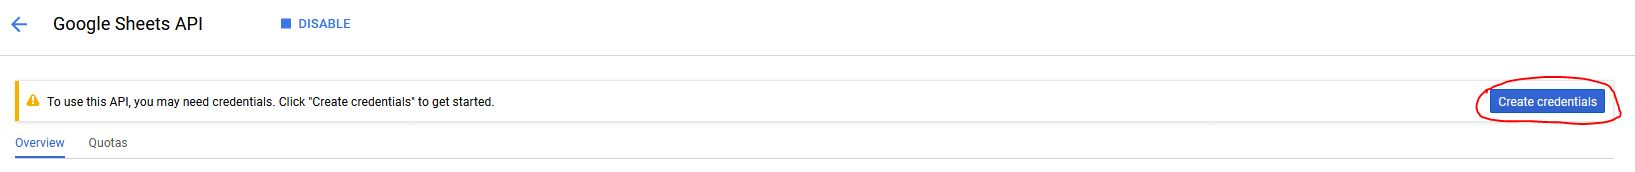 Google Sheets API DISABLE
To use this API, you may need credentials. Click "Create credentials" to get started. Create credentials
Overview Quotas